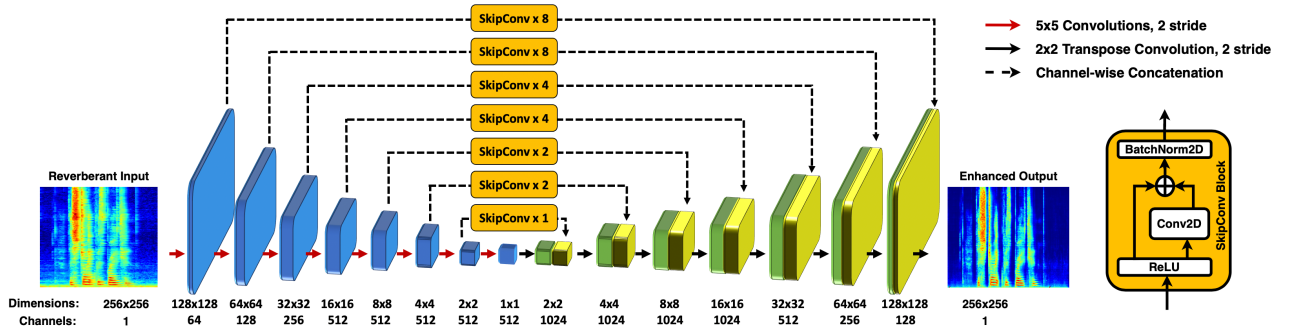 SkipConv x 8
SkipConv x 8
SkipConv x 4
SkipConv x 4
SkipConv x 2
SkipConv x 2
SkipConv x 1
5x5 Convolutions, 2 stride
2x2 Transpose Convolution, 2 stride
Channel-wise Concatenation
Reverberant Input
Enhanced Output
BatchNorm2D
Conv2D
ReLU
SkipConv Block
Dimensions: 256x256 128x128 64x64 32x32 16x16 8x8 4x4 2x2 1x1 2x2 4x4 8x8 16x16 32x32 64x64 128x128 256x256
Channels: 1 64 128 256 512 512 512 512 512 1024 1024 1024 1024 512 256 128 1